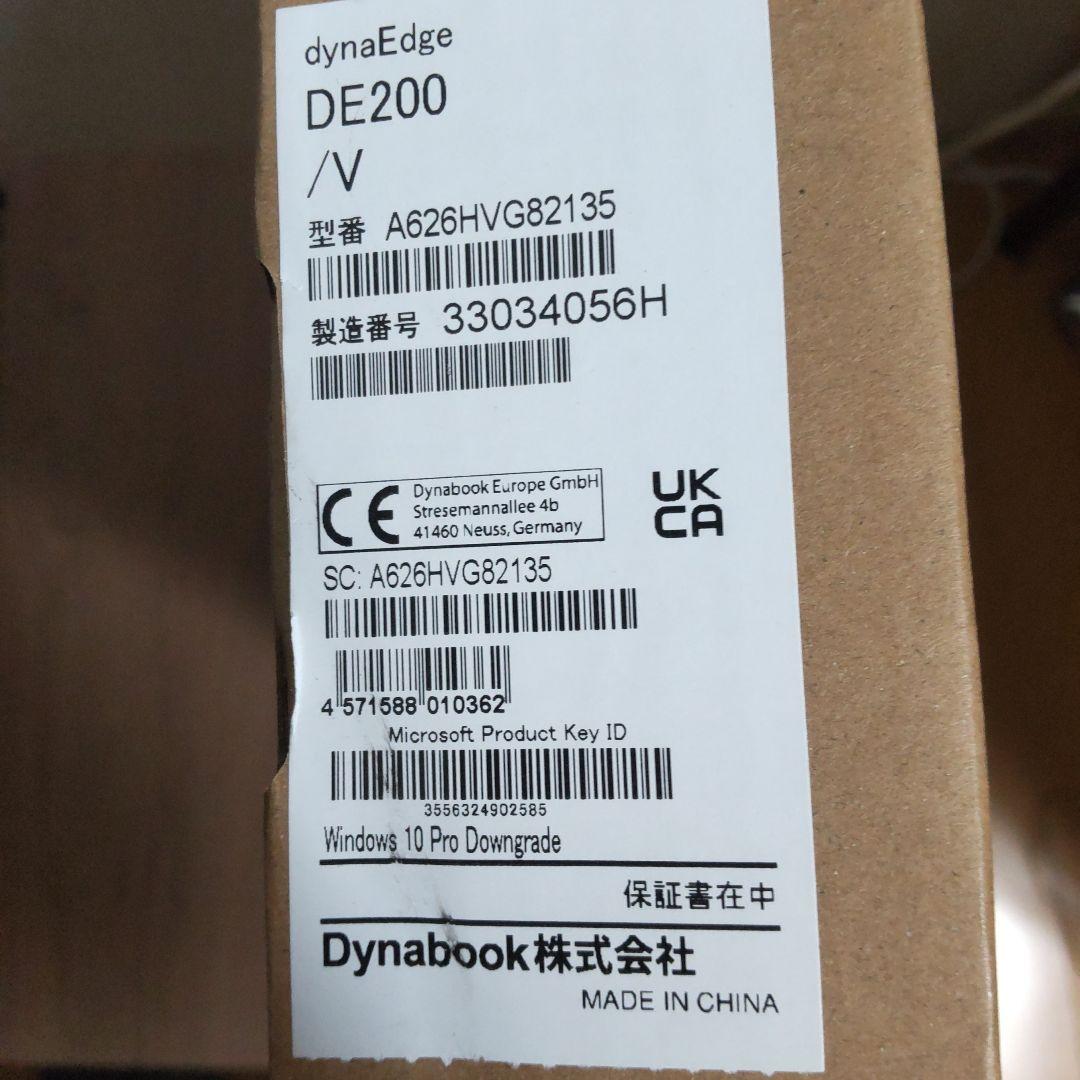 dynaEdge
DE200
/V
型番 A626HVG82135
製造番号 33034056H
CE
Dynabook Europe GmbH
Stresemannallee 4b
41460 Neuss, Germany
UK
CA
SC: A626HVG82135
4 571588 010362
Microsoft Product Key ID
3556324902585
Windows 10 Pro Downgrade
保証書在中
Dynabook株式会社
MADE IN CHINA